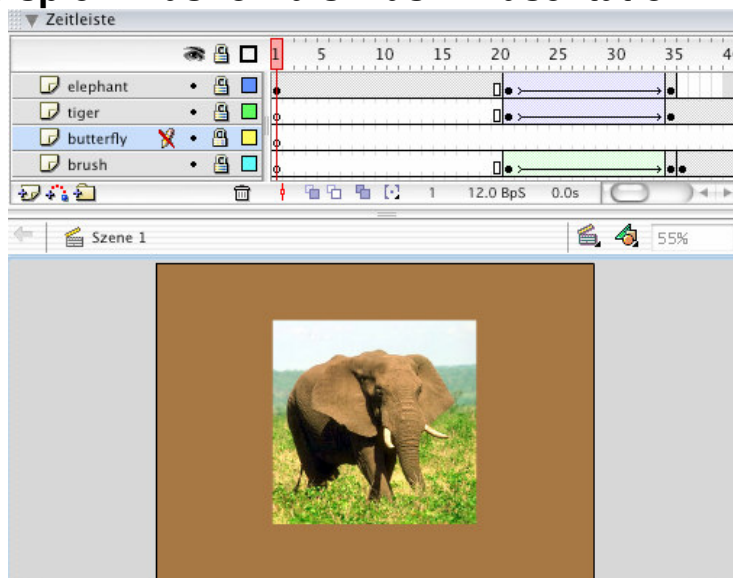 Zeitleiste
1 5 10 15 20 25 30 35 4
elephant
tiger
butterfly
brush
1 12.0 BpS 0.0s
Szene 1 55%